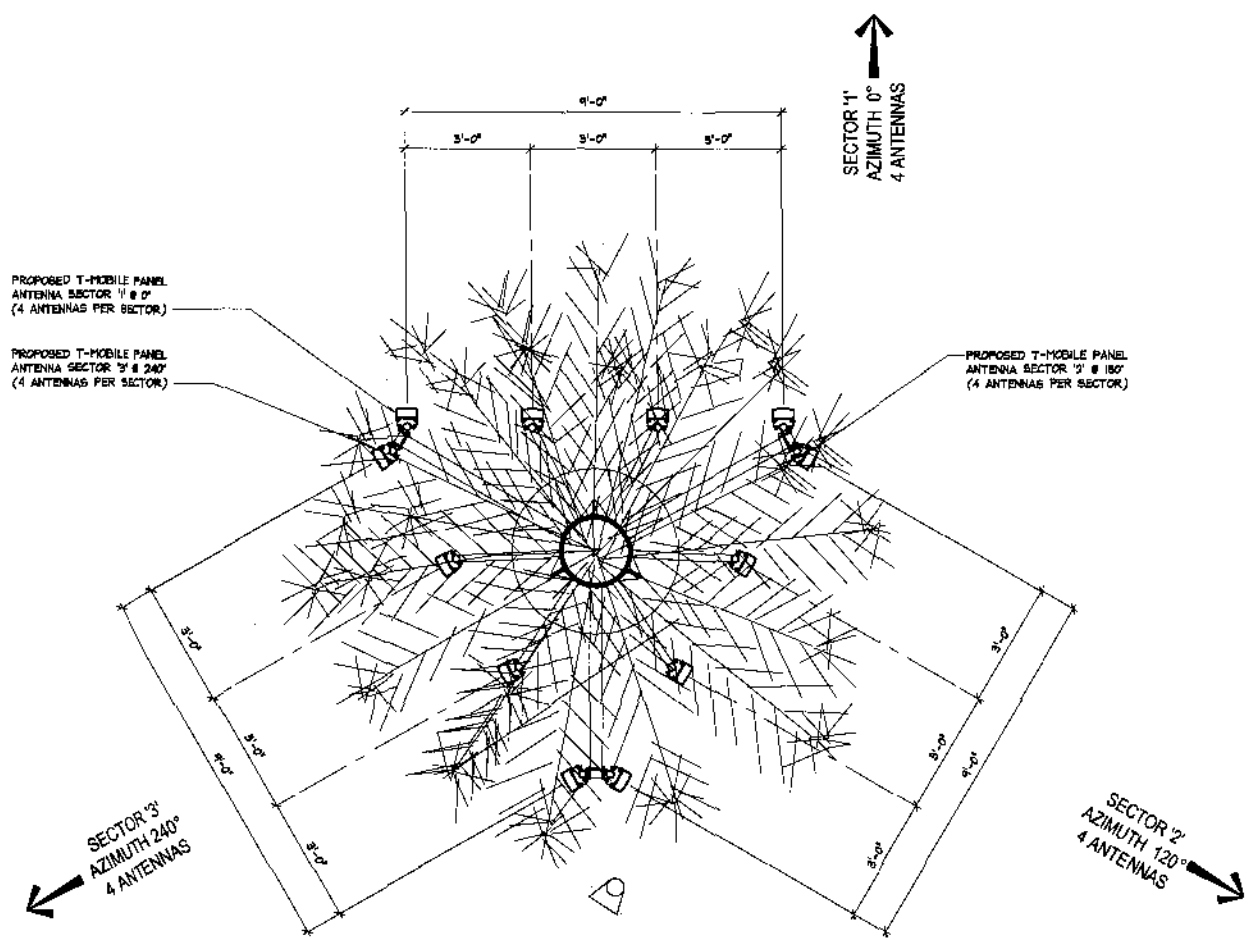 SECTOR '1'
AZIMUTH 0°
4 ANTENNAS
9'-0"
3'-0"
3'-0"
3'-0"
PROPOSED T-MOBILE PANEL
ANTENNA SECTOR '1' @ 0°
(4 ANTENNAS PER SECTOR)
PROPOSED T-MOBILE PANEL
ANTENNA SECTOR '3' @ 240°
(4 ANTENNAS PER SECTOR)
PROPOSED T-MOBILE PANEL
ANTENNA SECTOR '2' @
(4 ANTENNAS PER SECTOR)
3'-0"
3'-0"
3'-0"
9'-0"
3'-0"
3'-0"
3'-0"
9'-0"
SECTOR '3'
AZIMUTH 240°
4 ANTENNAS
SECTOR '2'
AZIMUTH 120°
4 ANTENNAS